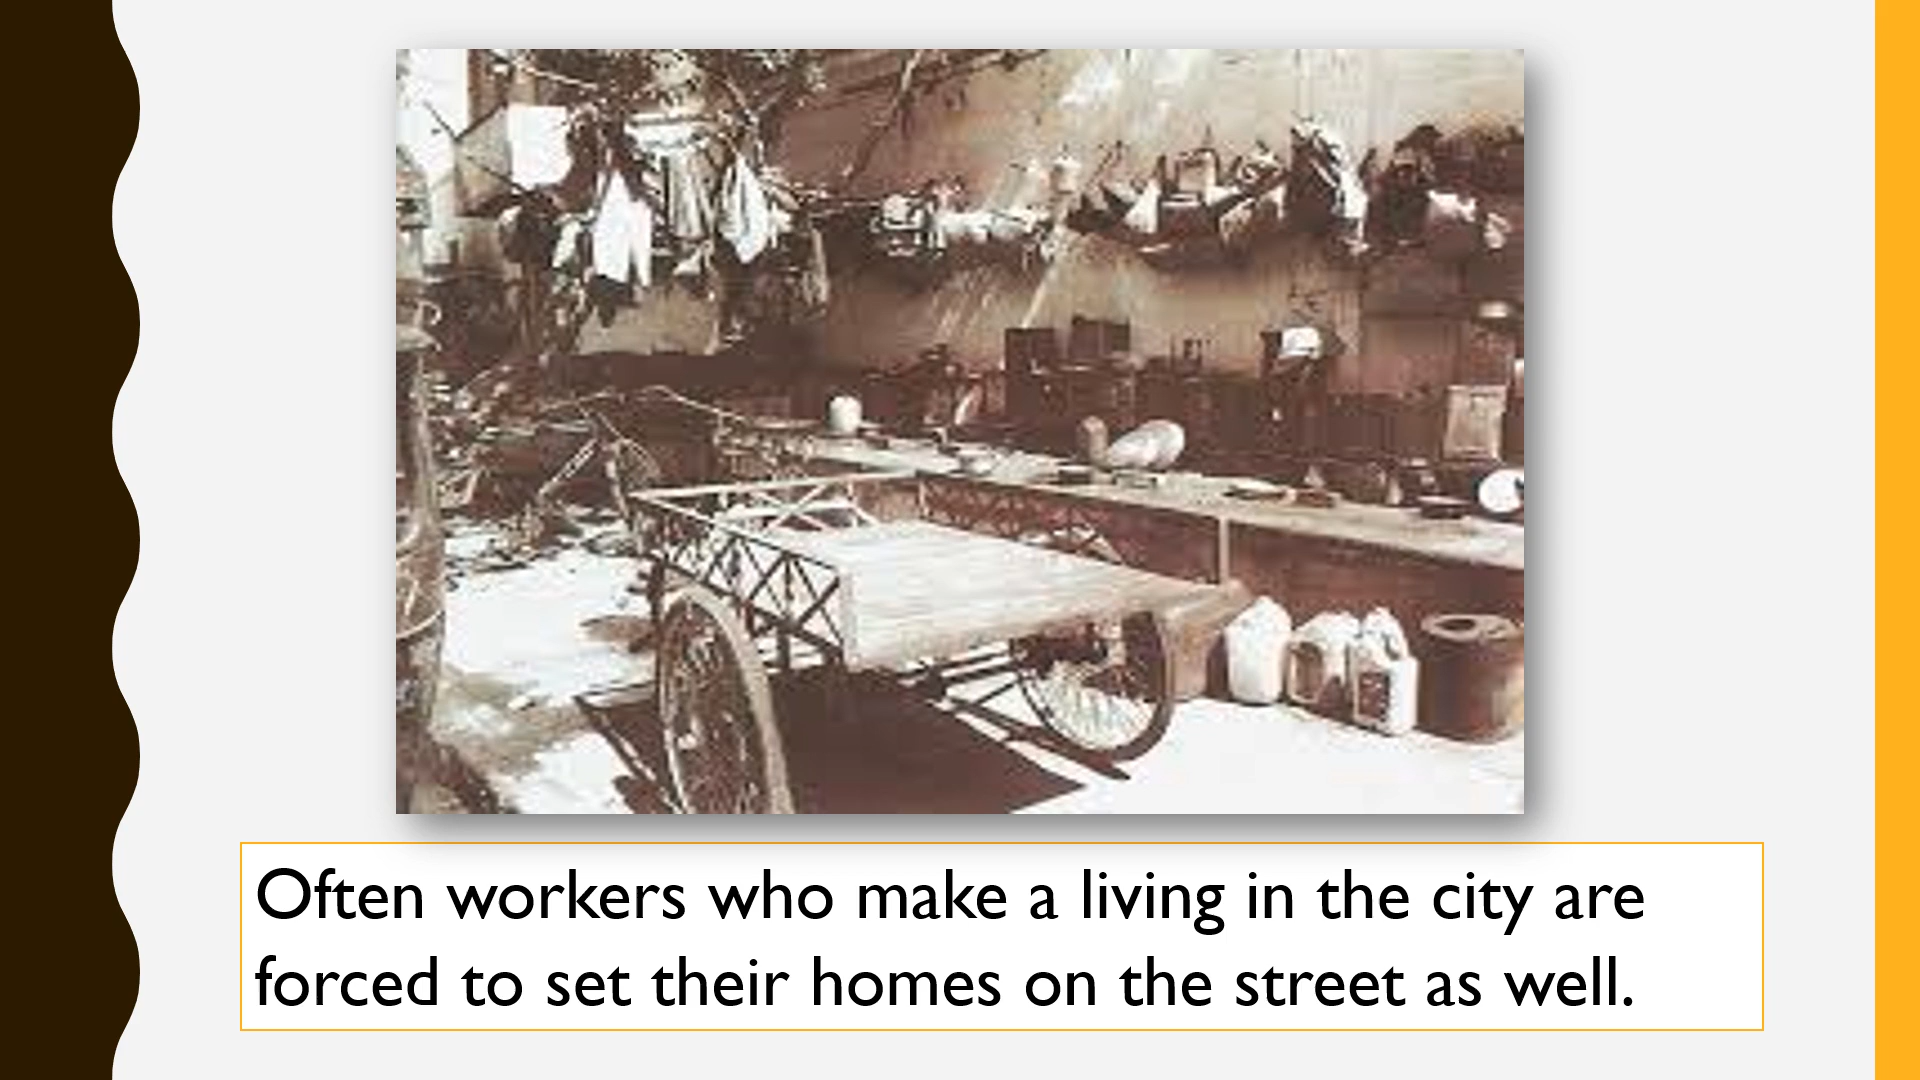 Often workers who make a living in the city are
forced to set their homes on the street as well.